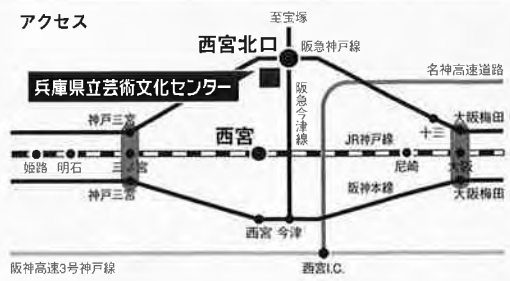 アクセス
至宝塚
西宮北口
阪急神戸線
名神高速道路
兵庫県立芸術文化センター
阪急今津線
神戸三宮
十三
大阪梅田
西宮
JR神戸線
姫路
明石
三ノ宮
尼崎
大阪
神戸三宮
阪神本線
大阪梅田
西宮
今津
阪神高速3号神戸線
西宮I.C.